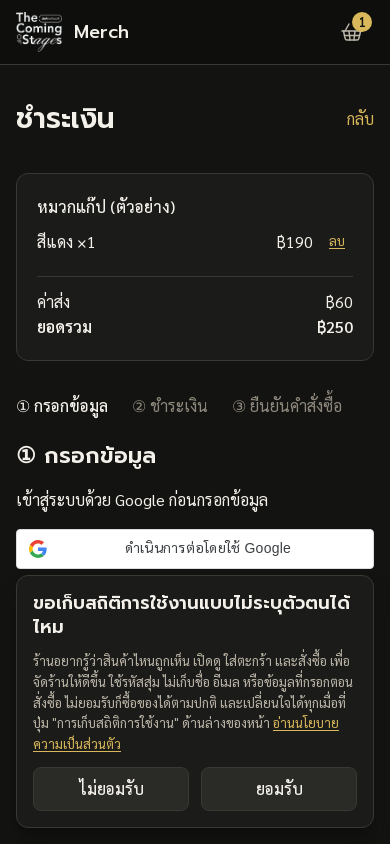 The
Coming
Stages
Merch
1
ชำระเงิน
กลับ
หมวกแก๊ป (ตัวอย่าง)
สีแดง ×1 ฿190 ลบ
ค่าส่ง ฿60
ยอดรวม ฿250
① กรอกข้อมูล ② ชำระเงิน ③ ยืนยันคำสั่งซื้อ
① กรอกข้อมูล
เข้าสู่ระบบด้วย Google ก่อนกรอกข้อมูล
ดำเนินการต่อโดยใช้ Google
ขอเก็บสถิติการใช้งานแบบไม่ระบุตัวตนได้
ไหม
ร้านอยากรู้ว่าสินค้าไหนถูกเห็น เปิดดู ใส่ตะกร้า และสั่งซื้อ เพื่อ
จัดร้านให้ดีขึ้น ใช้รหัสสุ่ม ไม่เก็บชื่อ อีเมล หรือข้อมูลที่กรอกตอน
สั่งซื้อ ไม่ยอมรับก็ซื้อของได้ตามปกติ และเปลี่ยนใจได้ทุกเมื่อที่
ปุ่ม "การเก็บสถิติการใช้งาน" ด้านล่างของหน้า อ่านนโยบาย
ความเป็นส่วนตัว
ไม่ยอมรับ ยอมรับ